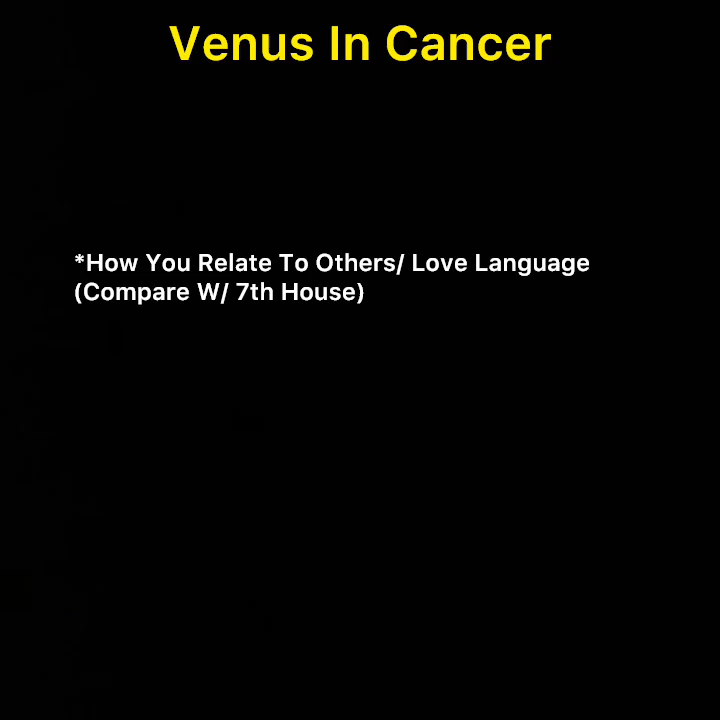 Venus In Cancer
*How You Relate To Others/ Love Language
(Compare W/ 7th House)